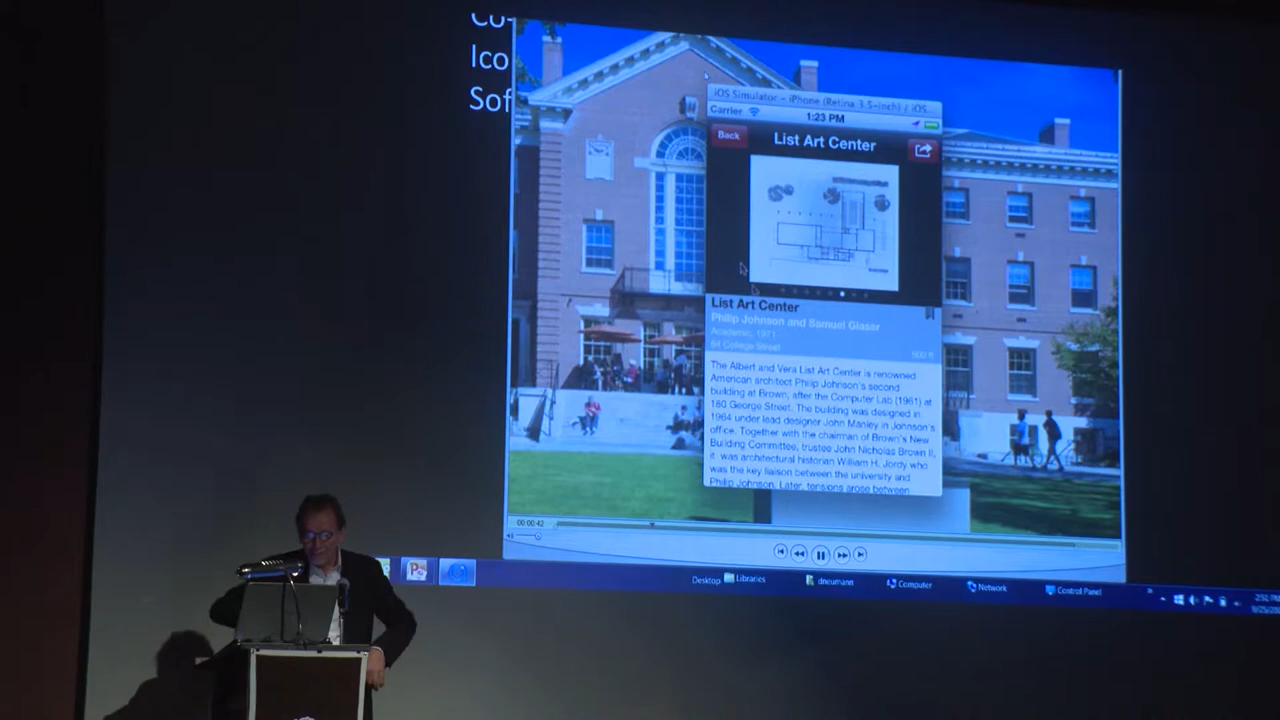 Co-
Ico
Sof
iOS Simulator - iPhone (Retina 3.5-inch) / iOS...
Carrier
1:23 PM
Back
List Art Center
List Art Center
Philip Johnson and Samuel Glaser
Academic, 1971
64 College Street
500 ft
The Albert and Vera List Art Center is renowned
American architect Philip Johnson's second
building at Brown, after the Computer Lab (1961) at
180 George Street. The building was designed in
1964 under lead designer John Manley in Johnson's
office. Together with the chairman of Brown's New
Building Committee, trustee John Nicholas Brown II,
it was architectural historian William H. Jordy who
was the key liaison between the university and
Philip Johnson. Later, tensions arose between
00:00:42
Desktop
Libraries
dneumann
Computer
Network
Control Panel